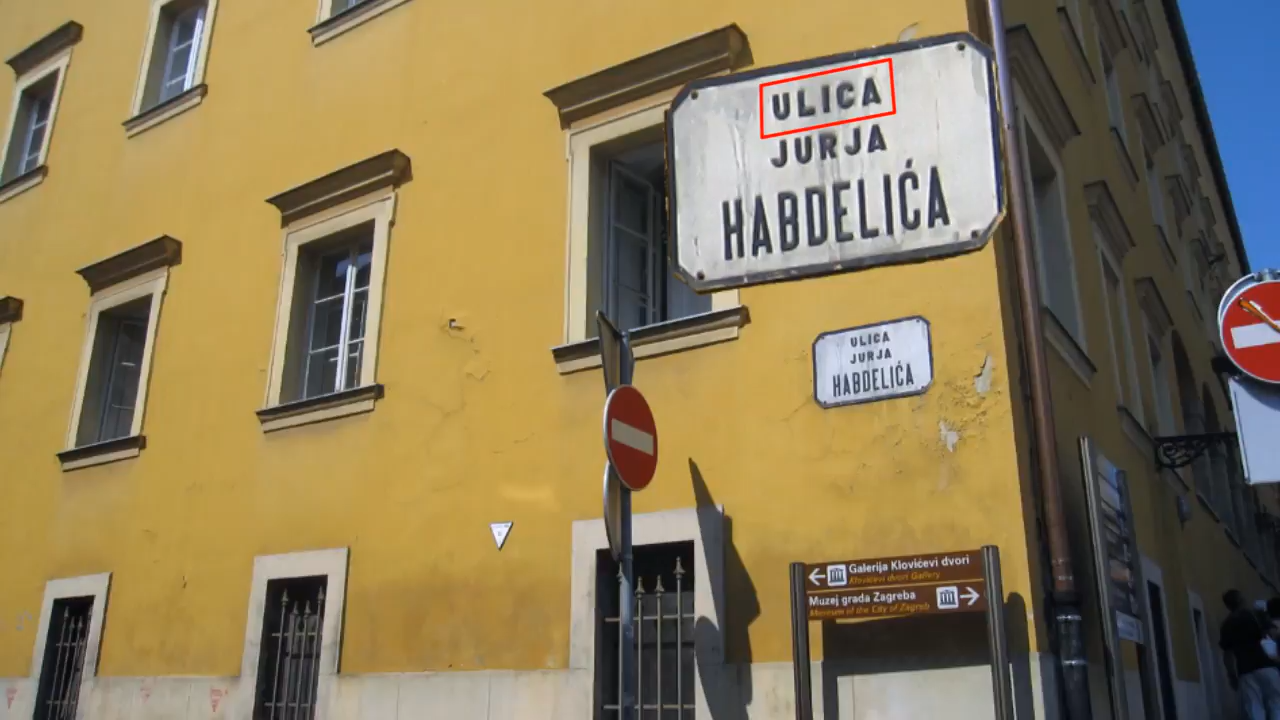 ULICA
JURJA
HABDELIĆA
ULICA
JURJA
HABDELIĆA
Galerija Klovićevi dvori
Klovićevi dvori Gallery
Muzej grada Zagreba
Museum of the City of Zagreb